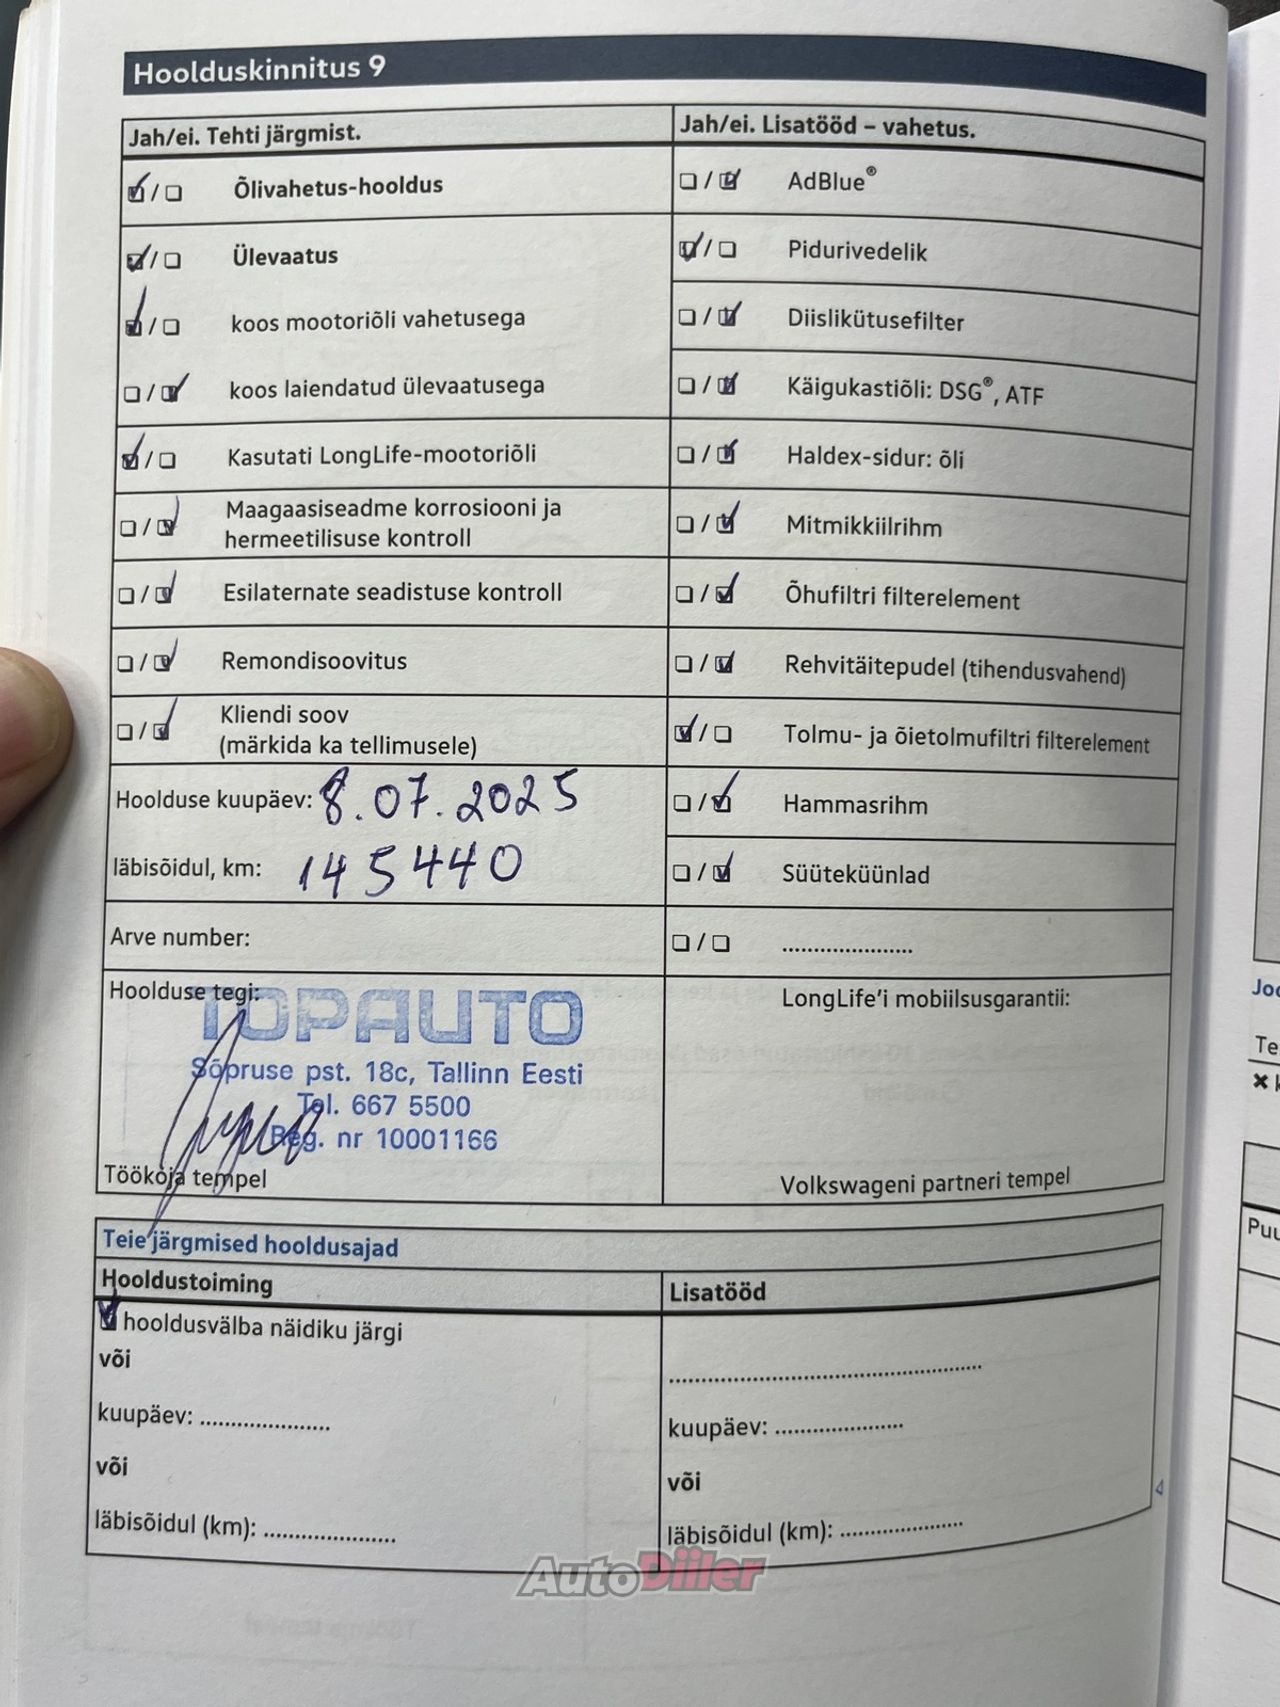 Hoolduskinnitus 9
Jah/ei. Tehti järgmist.
Õlivahetus-hooldus
Ülevaatus
koos mootoriõli vahetusega
koos laiendatud ülevaatusega
Kasutati LongLife-mootoriõli
Maagaasiseadme korrosiooni ja
hermeetilisuse kontroll
Esilaternate seadistuse kontroll
Remondisoovitus
Kliendi soov
(märkida ka tellimusele)
Hoolduse kuupäev: 8.07.2025
läbisõidul, km: 145440
Arve number:
Hoolduse tegi:
TOPAUTO
Sõpruse pst. 18c, Tallinn Eesti
Tel. 667 5500
Reg. nr 10001166
Töökoja tempel
Jah/ei. Lisatööd – vahetus.
AdBlue®
Pidurivedelik
Diislikütusefilter
Käigukastiõli: DSG®, ATF
Haldex-sidur: õli
Mitmikkiilrihm
Õhufiltri filterelement
Rehvitäitepudel (tihendusvahend)
Tolmu- ja õietolmufiltri filterelement
Hammasrihm
Süüteküünlad
.....................
LongLife’i mobiilsusgarantii:
Volkswageni partneri tempel
Teie järgmised hooldusajad
Hooldustoiming
hooldusvälba näidiku järgi
või
kuupäev: .....................
või
läbisõidul (km): .....................
Lisatööd
..................................................
kuupäev: .....................
või
läbisõidul (km): .....................
AutoDiiler